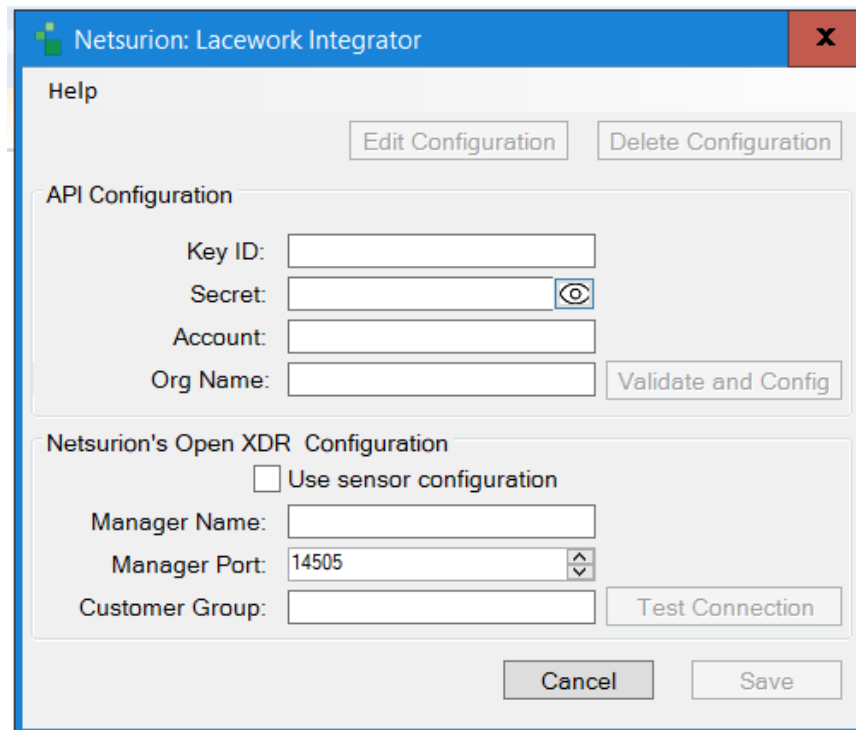 Netsurion: Lacework Integrator
x
Help
Edit Configuration Delete Configuration
API Configuration
Key ID:
Secret:
Account:
Org Name: Validate and Config
Netsurion's Open XDR Configuration
Use sensor configuration
Manager Name:
Manager Port: 14505
Customer Group: Test Connection
Cancel Save